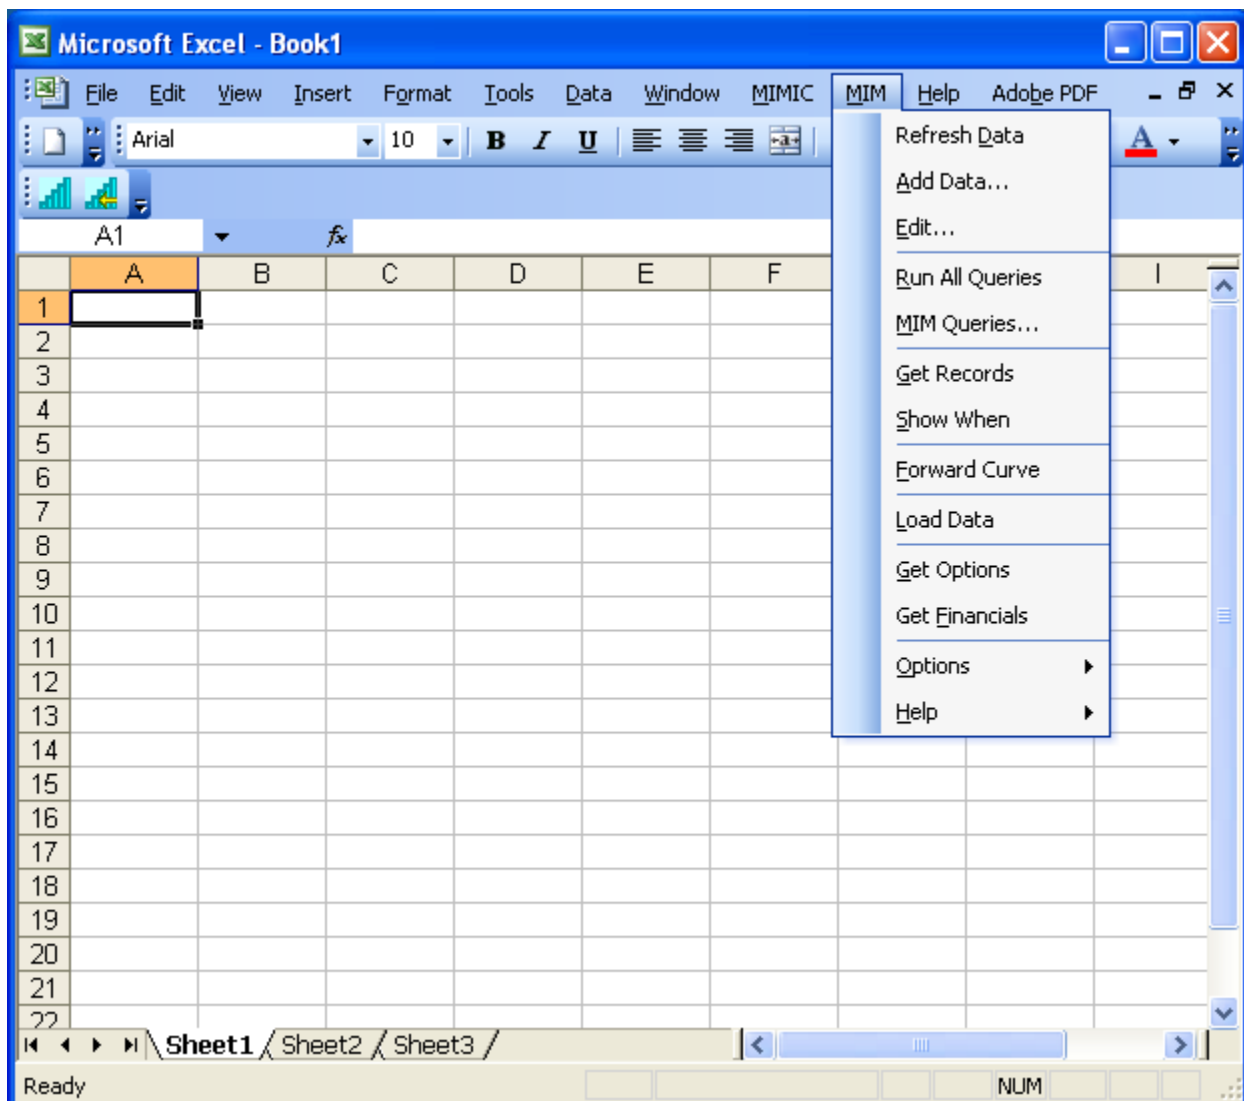 Microsoft Excel - Book1
File Edit View Insert Format Tools Data Window MIMIC MIM Help Adobe PDF
Arial 10 B I U A
A1 fx
A B C D E F I
Refresh Data
Add Data...
Edit...
Run All Queries
MIM Queries...
Get Records
Show When
Forward Curve
Load Data
Get Options
Get Financials
Options
Help
1
2
3
4
5
6
7
8
9
10
11
12
13
14
15
16
17
18
19
20
21
22
Sheet1 Sheet2 Sheet3
Ready NUM